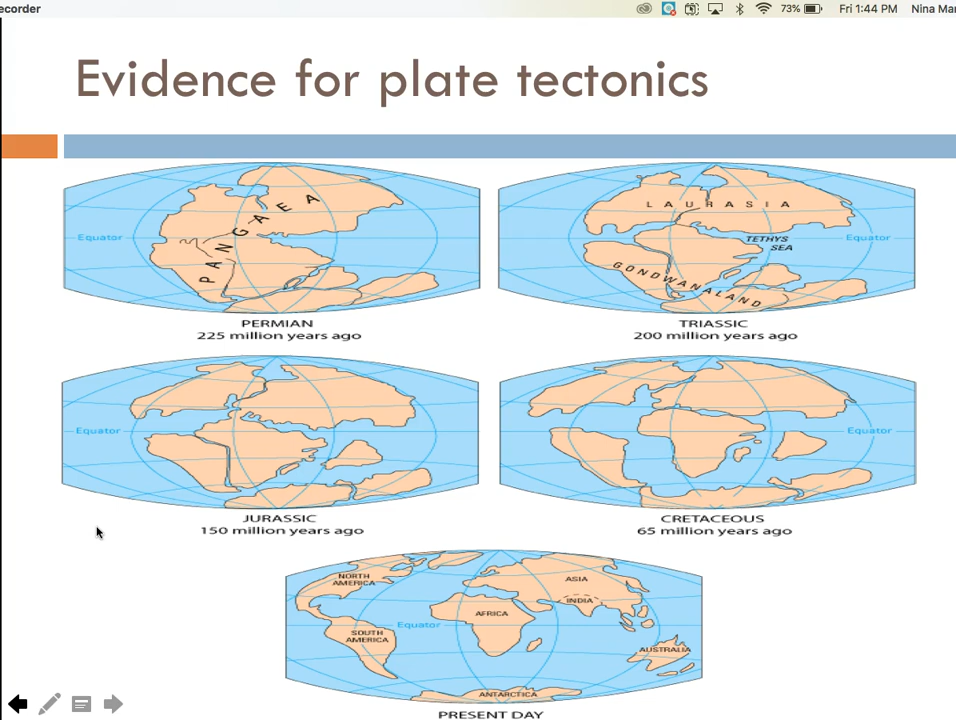 ecorder
73%
Fri 1:44 PM
Nina Mar
Evidence for plate tectonics
Equator
PANGAEA
PERMIAN
225 million years ago
LAURASIA
TETHYS
SEA
Equator
GONDWANALAND
TRIASSIC
200 million years ago
Equator
JURASSIC
150 million years ago
Equator
CRETACEOUS
65 million years ago
NORTH
AMERICA
ASIA
INDIA
AFRICA
Equator
SOUTH
AMERICA
AUSTRALIA
ANTARCTICA
PRESENT DAY